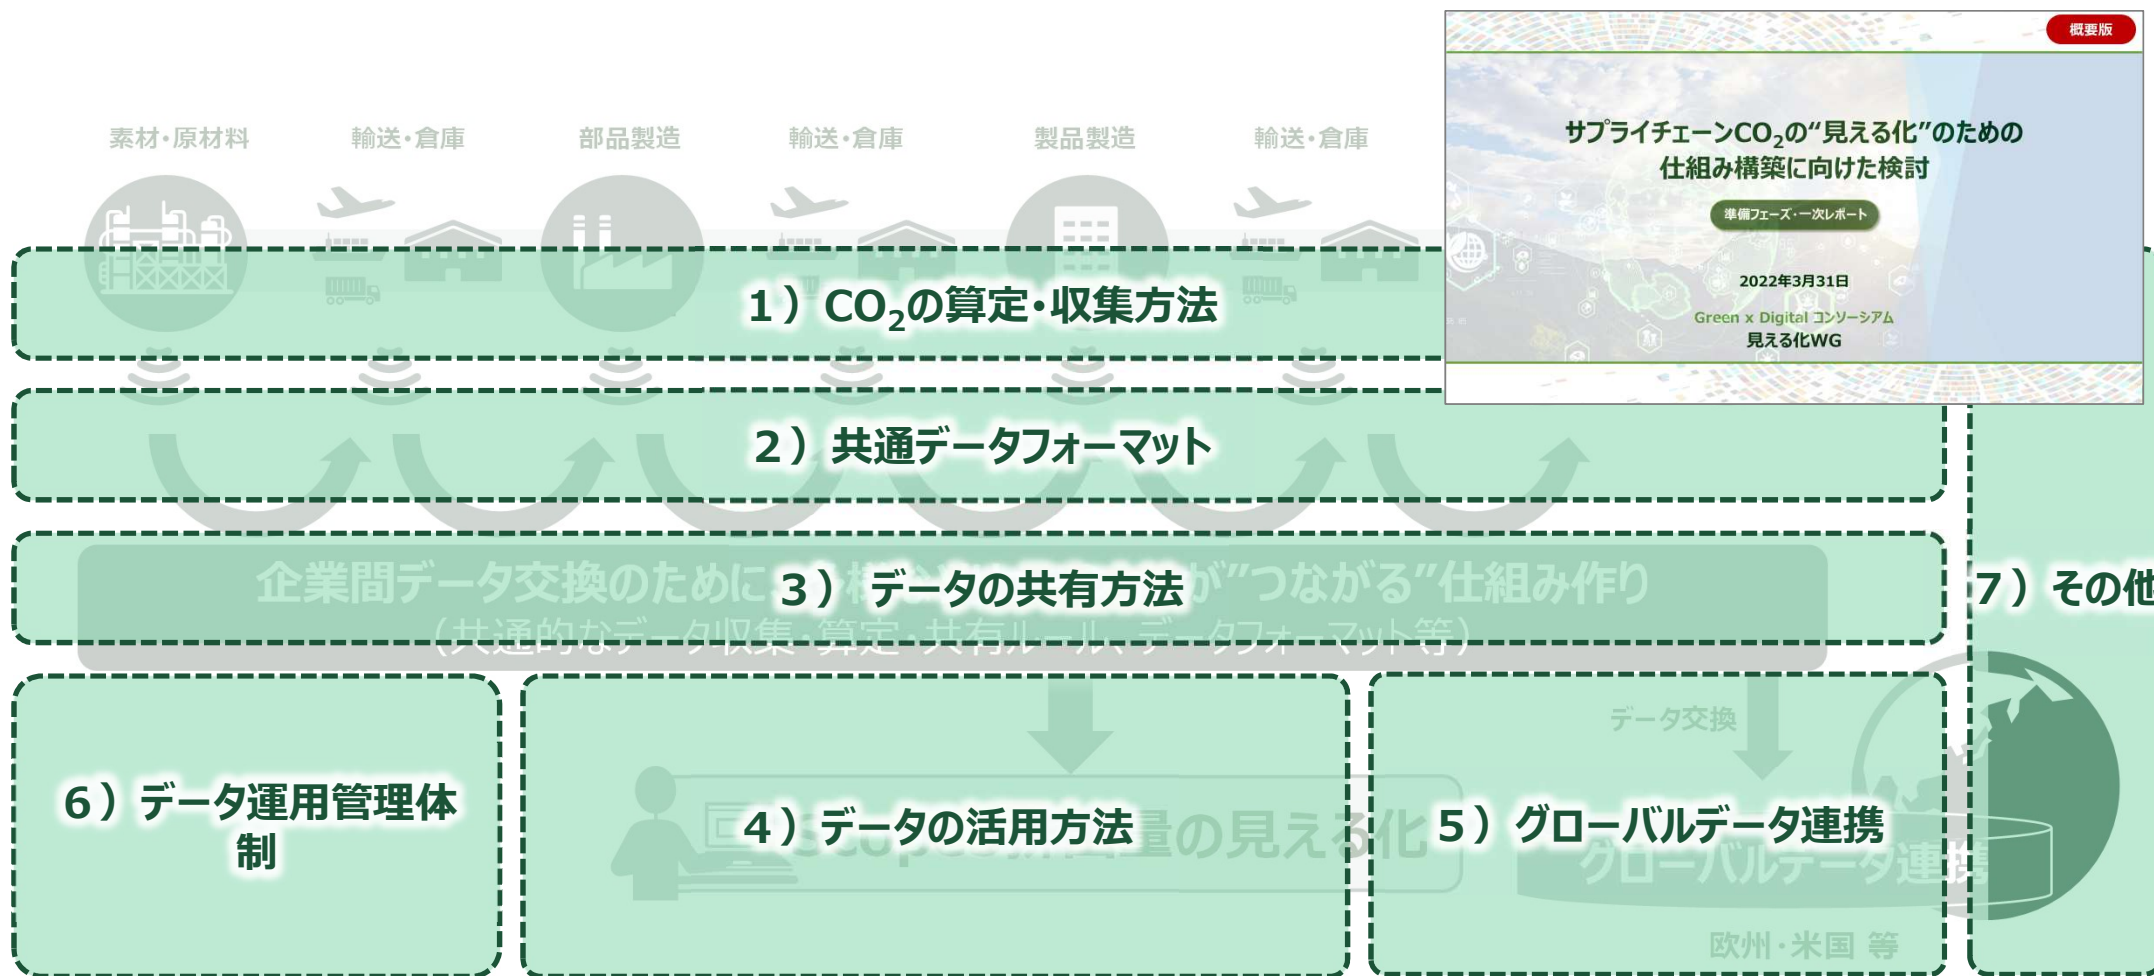 概要版
サプライチェーンCO₂の“見える化”のための
仕組み構築に向けた検討
準備フェーズ・一次レポート
2022年3月31日
Green x Digital コンソーシアム
見える化WG
素材・原材料
輸送・倉庫
部品製造
輸送・倉庫
製品製造
輸送・倉庫
1）CO₂の算定・収集方法
2）共通データフォーマット
企業間データ交換のために
が”つながる”仕組み作り
3） データの共有方法
（共通的なデータ収集・算定・共有ルール、データフォーマット等）
7）その他
6）データ運用管理体
制
4）データの活用方法
量の見える化
データ交換
5）グローバルデータ連携
グローバルデータ連携
欧州・米国 等